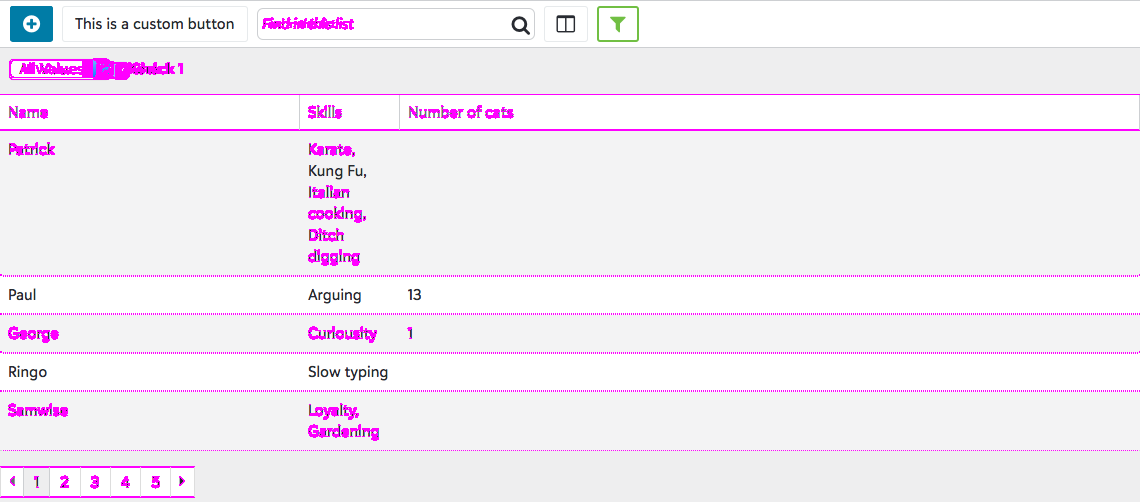 This is a custom button
Find in this list
All Values
Check 1
Name Skills Number of cats
Patrick Karate,
Kung Fu,
Italian
cooking,
Ditch
digging
Paul Arguing 13
George Curiousity 1
Ringo Slow typing
Samwise Loyalty,
Gardening
1 2 3 4 5